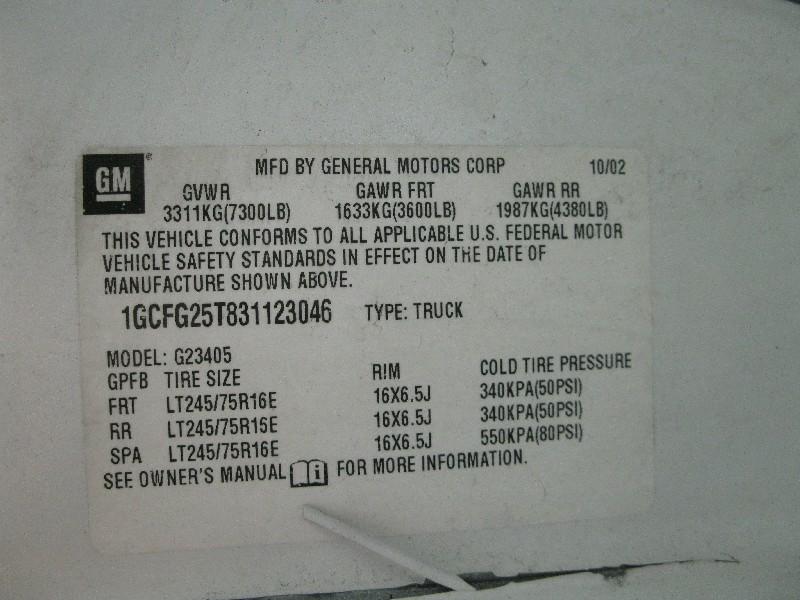 GM
MFD BY GENERAL MOTORS CORP 10/02
GVWR GAWR FRT GAWR RR
3311KG(7300LB) 1633KG(3600LB) 1987KG(4380LB)
THIS VEHICLE CONFORMS TO ALL APPLICABLE U.S. FEDERAL MOTOR
VEHICLE SAFETY STANDARDS IN EFFECT ON THE DATE OF
MANUFACTURE SHOWN ABOVE.
1GCFG25T831123046 TYPE: TRUCK
MODEL: G23405
GPFB TIRE SIZE RIM COLD TIRE PRESSURE
FRT LT245/75R16E 16X6.5J 340KPA(50PSI)
RR LT245/75R16E 16X6.5J 340KPA(50PSI)
SPA LT245/75R16E 16X6.5J 550KPA(80PSI)
SEE OWNER'S MANUAL i FOR MORE INFORMATION.